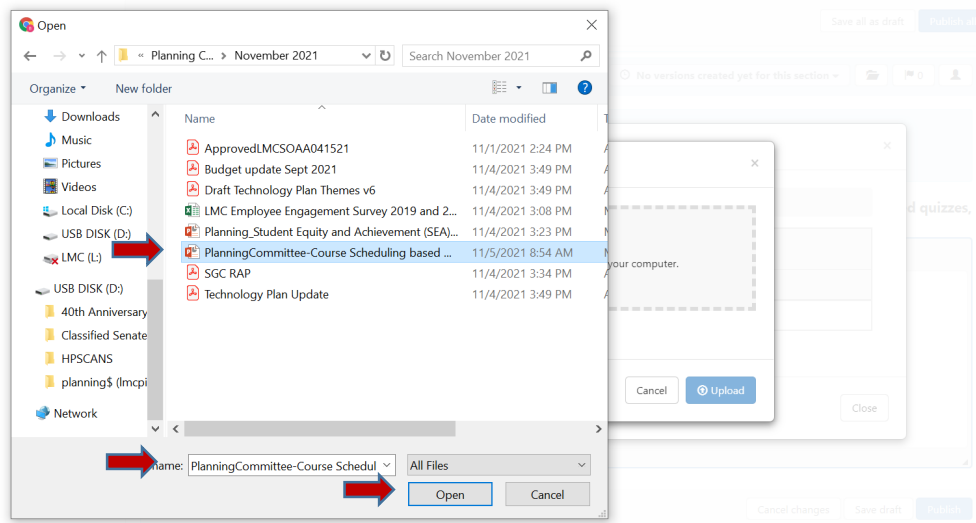 Open
« Planning C... > November 2021
Search November 2021
Organize
New folder
Downloads
Music
Pictures
Videos
Local Disk (C:)
USB DISK (D:)
LMC (L:)
USB DISK (D:)
40th Anniversary
Classified Senate
HPSCANS
planning$ (lmcpi
Network
Name Date modified
ApprovedLMCSOAA041521 11/1/2021 2:24 PM
Budget update Sept 2021 11/4/2021 3:49 PM
Draft Technology Plan Themes v6 11/4/2021 3:49 PM
LMC Employee Engagement Survey 2019 and 2... 11/4/2021 3:08 PM
Planning_Student Equity and Achievement (SEA)... 11/4/2021 3:23 PM
PlanningCommittee-Course Scheduling based ... 11/5/2021 8:54 AM
SGC RAP 11/4/2021 3:34 PM
Technology Plan Update 11/4/2021 3:49 PM
name: PlanningCommittee-Course Schedul
All Files
Open Cancel
Save all as draft Publish all
No versions created yet for this section
0
d quizzes,
your computer.
Cancel Upload
Close
Cancel changes Save draft Publish